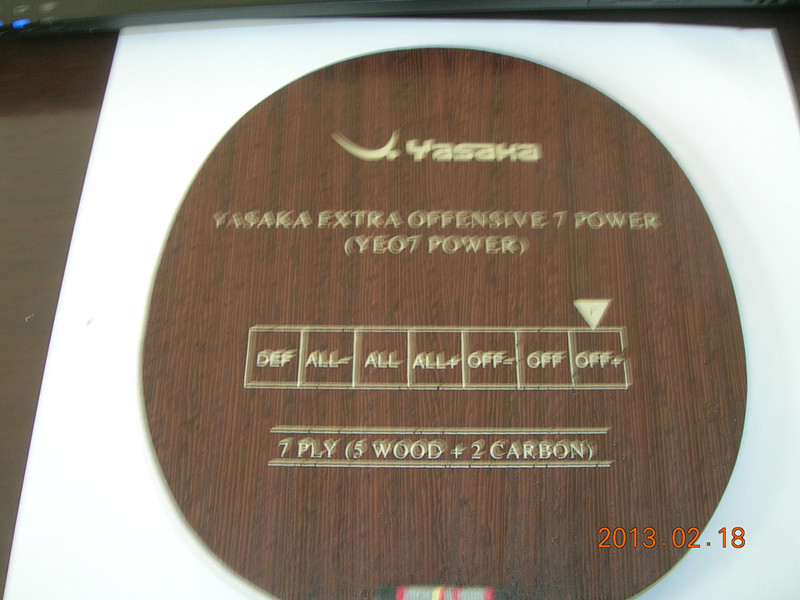 Yasaka
YASAKA EXTRA OFFENSIVE 7 POWER
(YEO7 POWER)
DEF ALL- ALL ALL+ OFF- OFF OFF+
7 PLY (5 WOOD + 2 CARBON)
2013.02.18